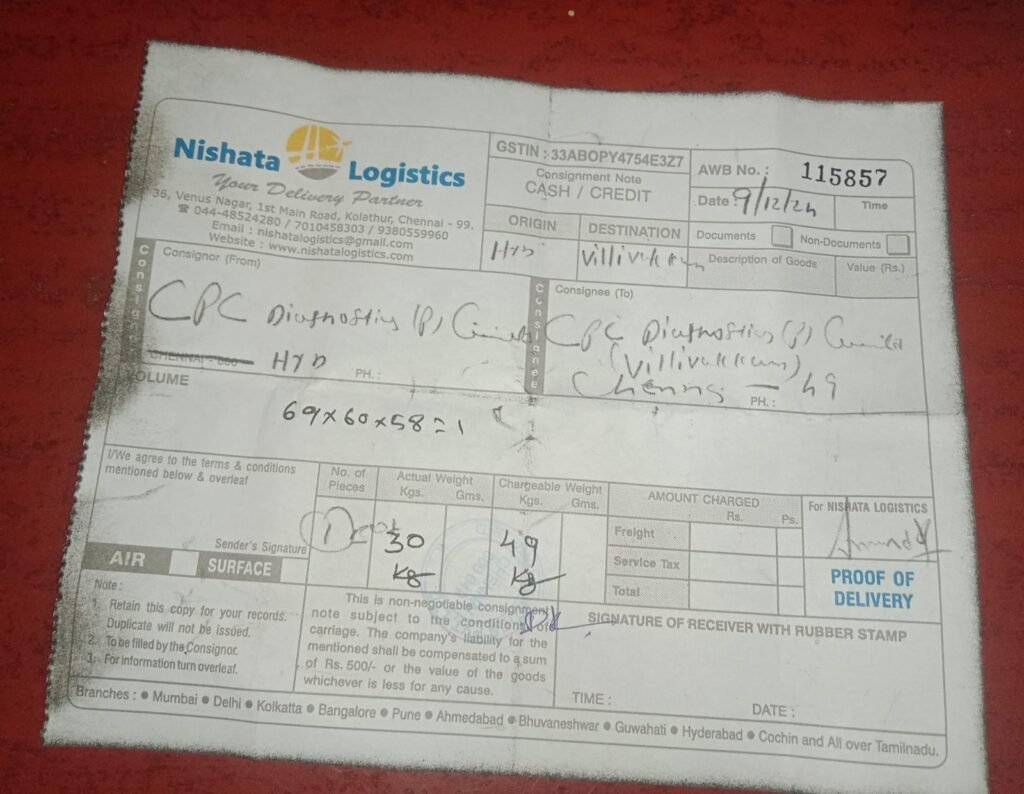 Nishata Logistics
Your Delivery Partner
36, Venus Nagar, 1st Main Road, Kolathur, Chennai - 99.
☎ 044-48524280 / 7010458303 / 9380559960
Email : nishatalogistics@gmail.com
Website : www.nishatalogistics.com
GSTIN : 33ABOPY4754E3Z7
Consignment Note
CASH / CREDIT
AWB No. : 115857
Date : 9/12/24
Time
ORIGIN
DESTINATION
Hyd
Villivakkam
Documents
Non-Documents
Description of Goods
Value (Rs.)
Consignor
Consignor (From)
CPC Diagnostics (P)
CHENNAI - 600
HYD
PH. :
Consignee
Consignee (To)
CPC Diagnostics (P)
(Villivakkam)
Chennai - 49
PH. :
VOLUME
69x60x58=1
I/We agree to the terms & conditions
mentioned below & overleaf
Sender's Signature
No. of Pieces
Actual Weight
Kgs. Gms.
Chargeable Weight
Kgs. Gms.
1
30 Kg
49 Kg
AMOUNT CHARGED
Rs. Ps.
Freight
Service Tax
Total
For NISHATA LOGISTICS
PROOF OF
DELIVERY
AIR
SURFACE
Note :
1. Retain this copy for your records.
Duplicate will not be issued.
2. To be filled by the Consignor.
3. For information turn overleaf.
This is non-negotiable consignment
note subject to the conditions of
carriage. The company's liability for the
mentioned shall be compensated to a sum
of Rs. 500/- or the value of the goods
whichever is less for any cause.
SIGNATURE OF RECEIVER WITH RUBBER STAMP
TIME :
DATE :
Branches : ● Mumbai ● Delhi ● Kolkatta ● Bangalore ● Pune ● Ahmedabad ● Bhuvaneshwar ● Guwahati ● Hyderabad ● Cochin and All over Tamilnadu.